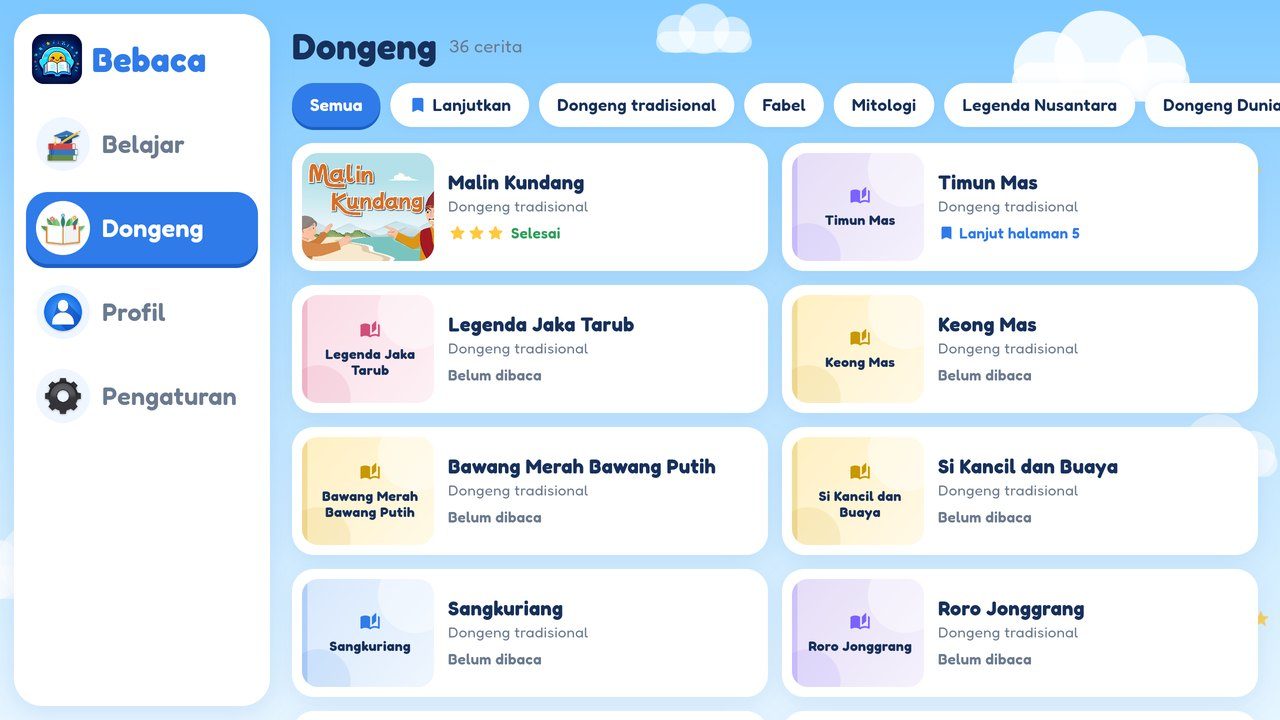 Bebaca
Belajar
Dongeng
Profil
Pengaturan
Dongeng 36 cerita
Semua
Lanjutkan
Dongeng tradisional
Fabel
Mitologi
Legenda Nusantara
Dongeng Dunia
Malin
Kundang
Malin Kundang
Dongeng tradisional
Selesai
Timun Mas
Timun Mas
Dongeng tradisional
Lanjut halaman 5
Legenda Jaka
Tarub
Legenda Jaka Tarub
Dongeng tradisional
Belum dibaca
Keong Mas
Keong Mas
Dongeng tradisional
Belum dibaca
Bawang Merah
Bawang Putih
Bawang Merah Bawang Putih
Dongeng tradisional
Belum dibaca
Si Kancil dan
Buaya
Si Kancil dan Buaya
Dongeng tradisional
Belum dibaca
Sangkuriang
Sangkuriang
Dongeng tradisional
Belum dibaca
Roro Jonggrang
Roro Jonggrang
Dongeng tradisional
Belum dibaca